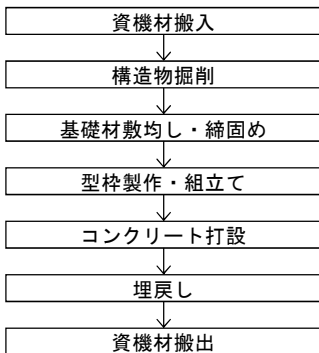 資機材搬入
構造物掘削
基礎材敷均し・締固め
型枠製作・組立て
コンクリート打設
埋戻し
資機材搬出